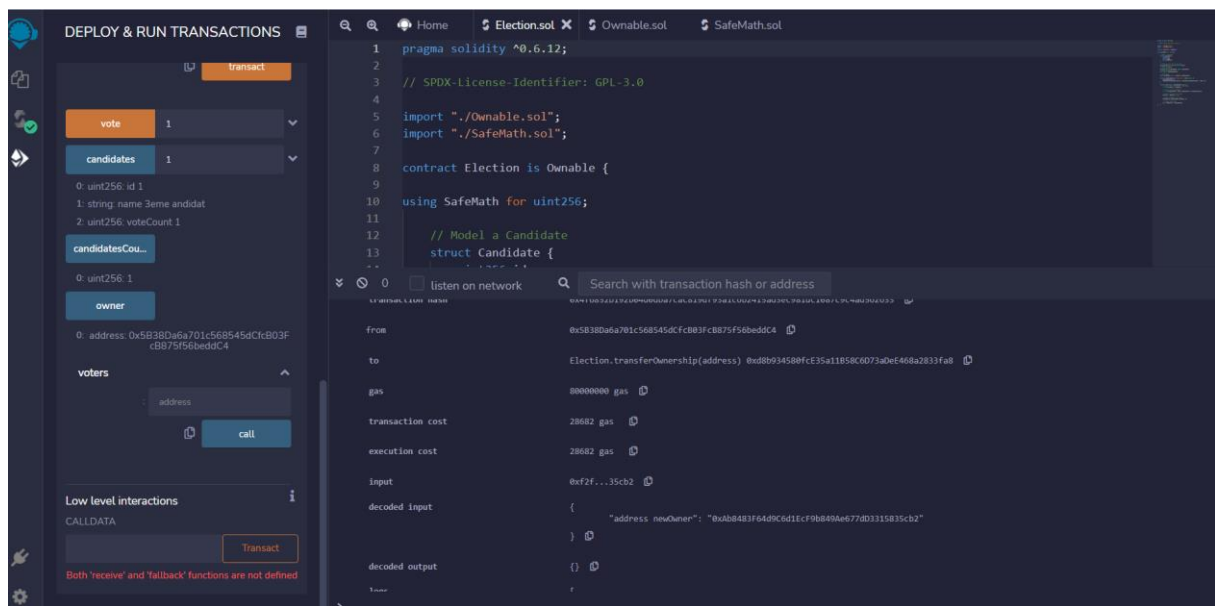 DEPLOY & RUN TRANSACTIONS
transact
vote 1
candidates 1
0: uint256: id 1
1: string: name 3eme andidat
2: uint256: voteCount 1
candidatesCou...
0: uint256: 1
owner
0: address: 0x5B38Da6a701c568545dCfcB03F
cB875f56beddC4
voters
: address
call
Low level interactions
CALLDATA
Transact
Both 'receive' and 'fallback' functions are not defined
Home Election.sol Ownable.sol SafeMath.sol
1 pragma solidity ^0.6.12;
2
3 // SPDX-License-Identifier: GPL-3.0
4
5 import "./Ownable.sol";
6 import "./SafeMath.sol";
7
8 contract Election is Ownable {
9
10 using SafeMath for uint256;
11
12 // Model a Candidate
13 struct Candidate {
0 listen on network Search with transaction hash or address
transaction hash
from 0x5B38Da6a701c568545dCfcB03FcB875f56beddC4
to Election.transferOwnership(address) 0xd8b934580fcE35a11B58C6D73aDeE468a2833fa8
gas 80000000 gas
transaction cost 28682 gas
execution cost 28682 gas
input 0xf2f...35cb2
decoded input {
"address newOwner": "0xAb8483F64d9C6d1EcF9b849Ae677dD3315835cb2"
}
decoded output {}
logs [